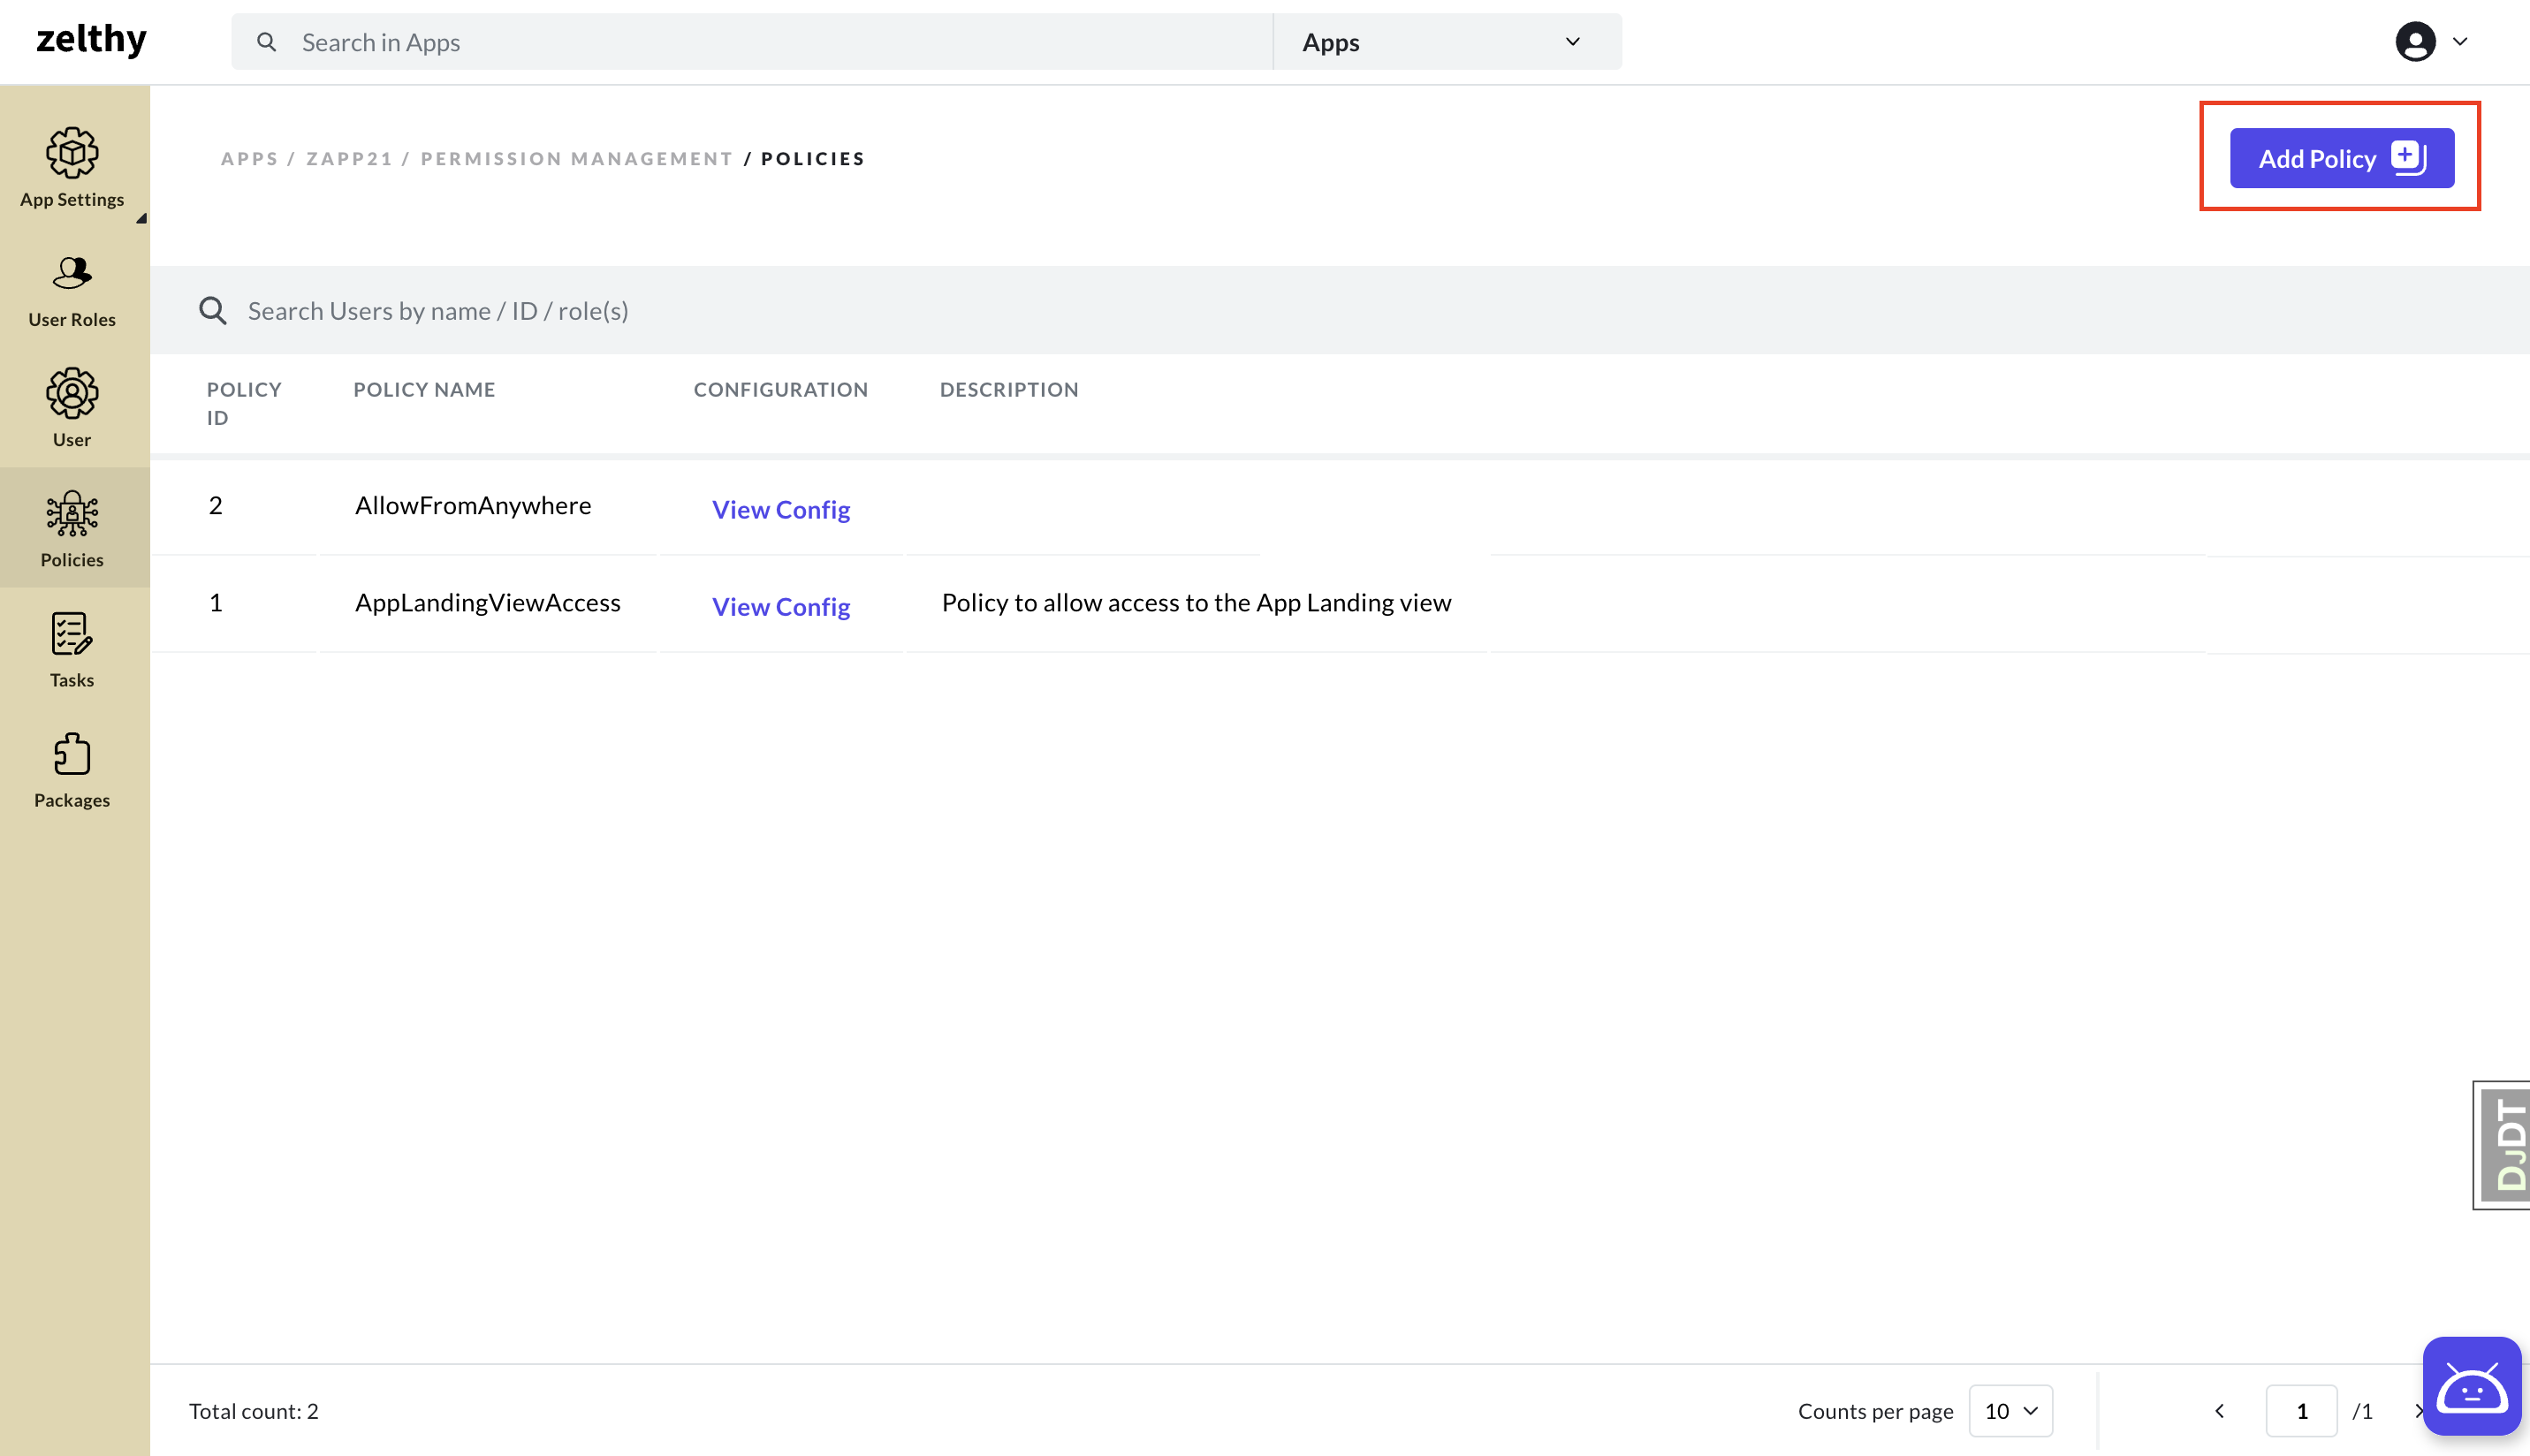 zelthy
Search in Apps
Apps
App Settings
User Roles
User
Policies
Tasks
Packages
APPS / ZAPP21 / PERMISSION MANAGEMENT / POLICIES
Add Policy
Search Users by name / ID / role(s)
POLICY ID POLICY NAME CONFIGURATION DESCRIPTION
2 AllowFromAnywhere View Config
1 AppLandingViewAccess View Config Policy to allow access to the App Landing view
DJDT
Total count: 2
Counts per page 10
1 /1